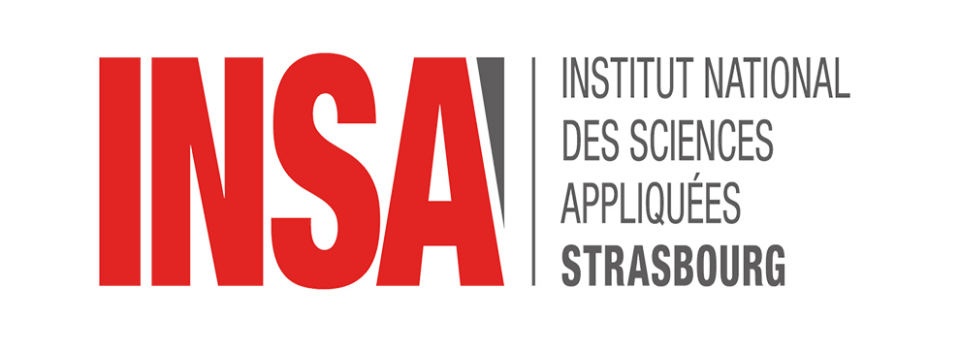 INSA
INSTITUT NATIONAL
DES SCIENCES
APPLIQUÉES
STRASBOURG